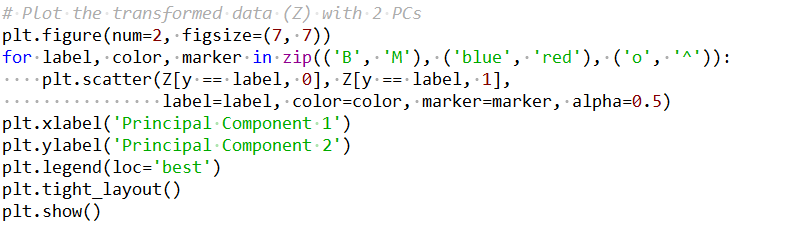 # Plot the transformed data (Z) with 2 PCs
plt.figure(num=2, figsize=(7, 7))
for label, color, marker in zip(('B', 'M'), ('blue', 'red'), ('o', '^')):
    plt.scatter(Z[y == label, 0], Z[y == label, 1],
                label=label, color=color, marker=marker, alpha=0.5)
plt.xlabel('Principal Component 1')
plt.ylabel('Principal Component 2')
plt.legend(loc='best')
plt.tight_layout()
plt.show()